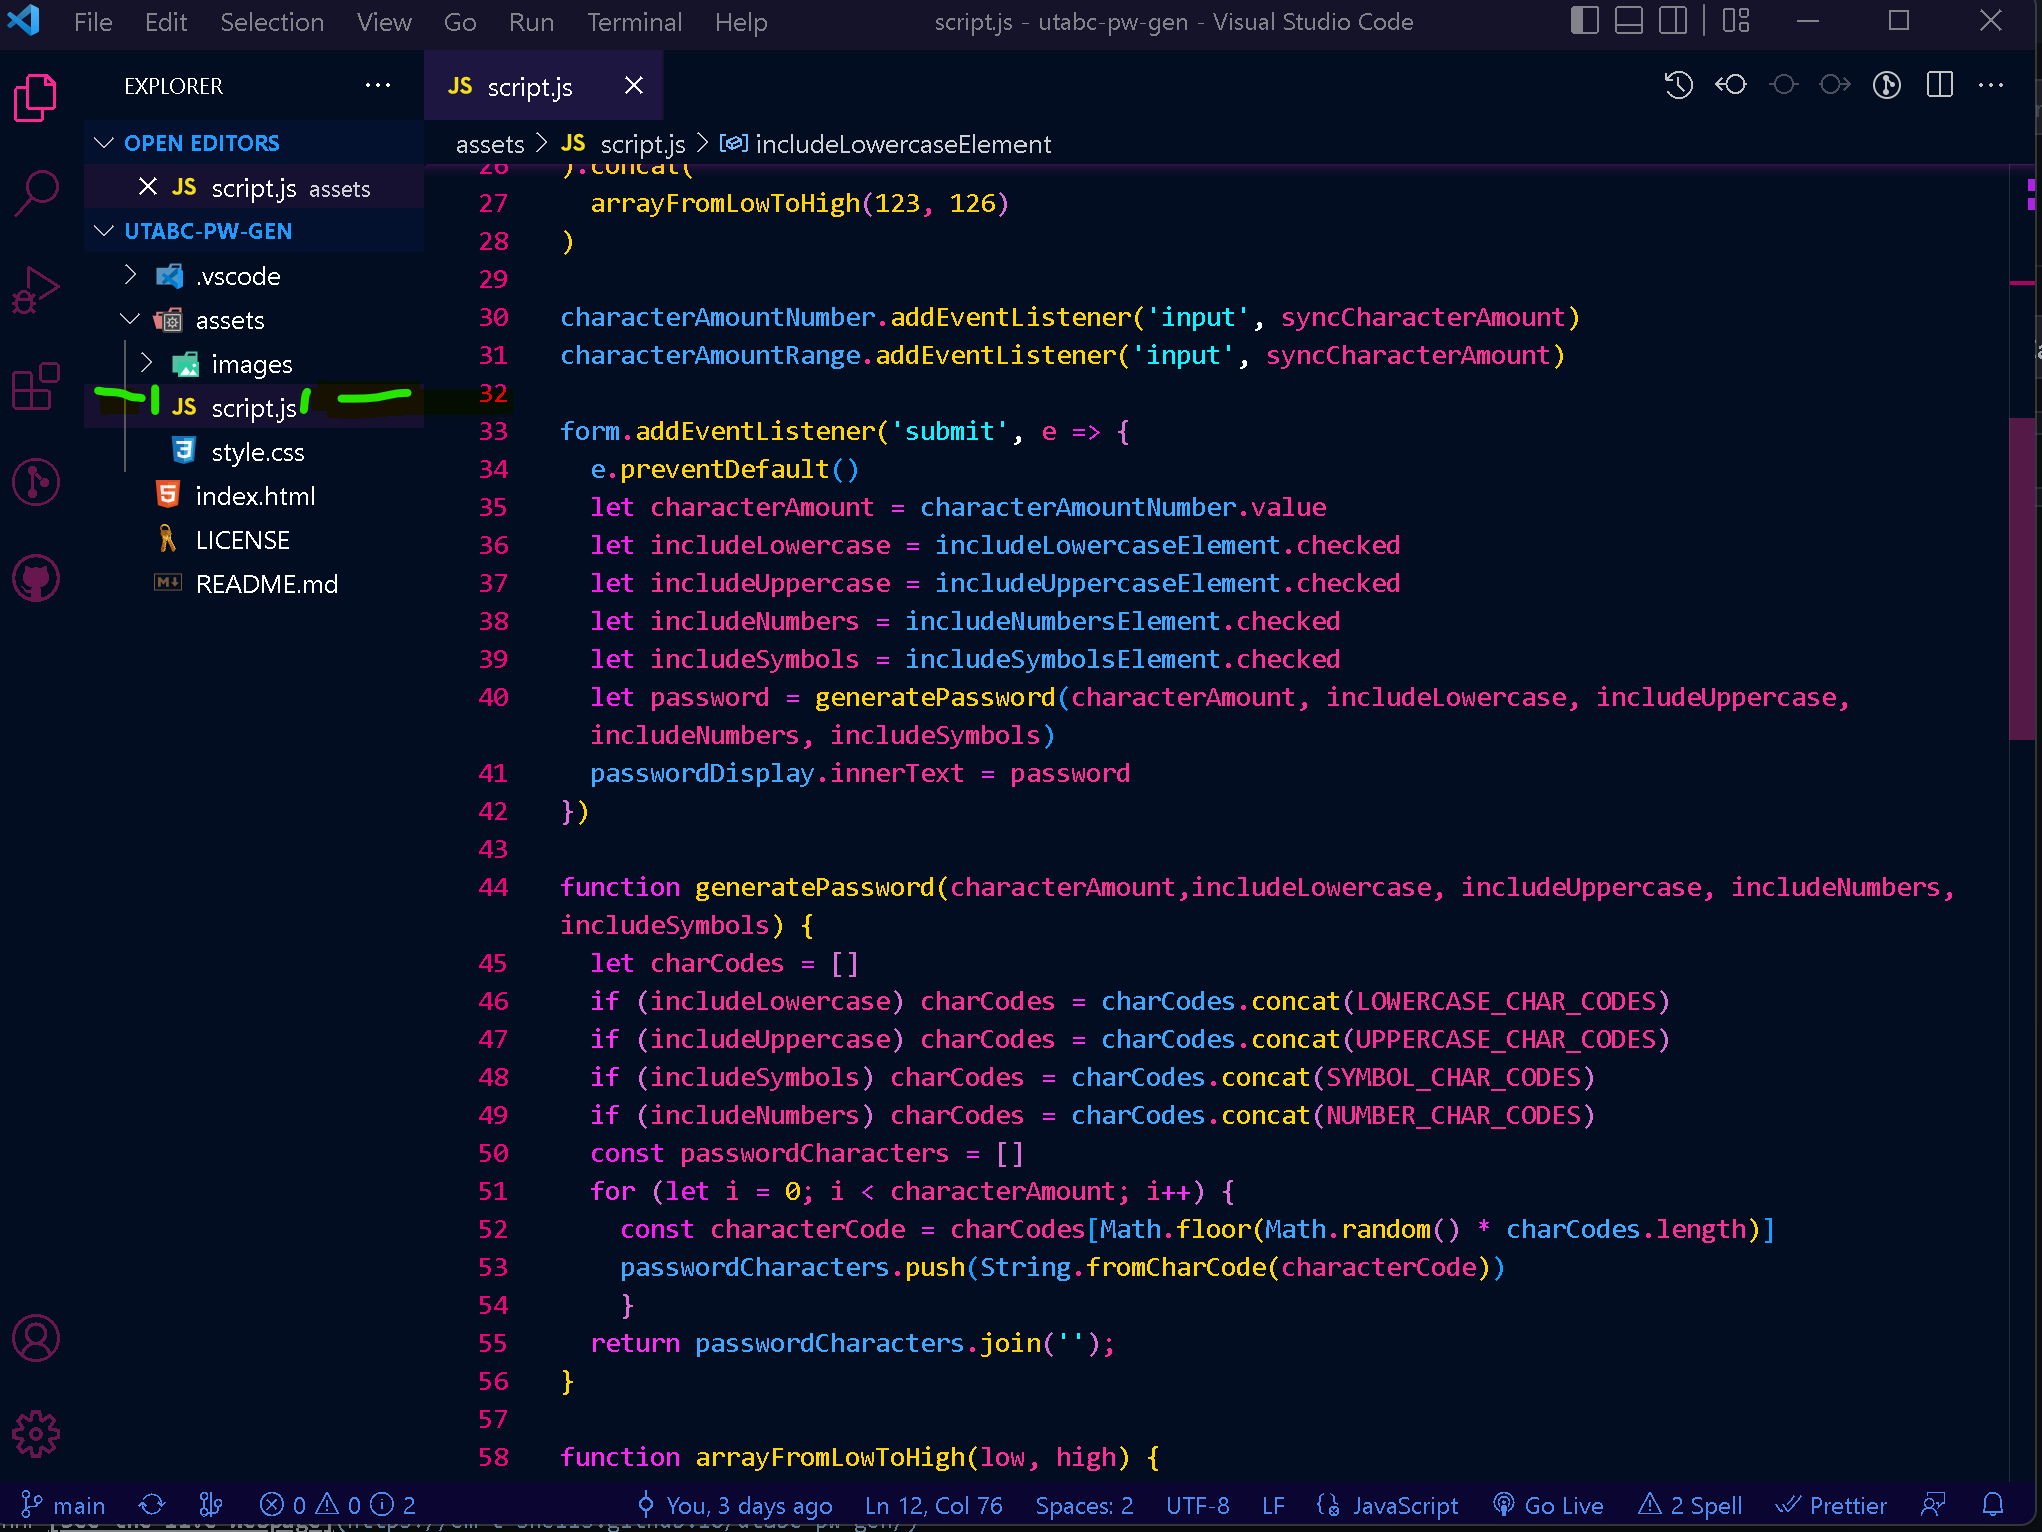 File Edit Selection View Go Run Terminal Help script.js - utabc-pw-gen - Visual Studio Code
EXPLORER
JS script.js
OPEN EDITORS
assets JS script.js includeLowercaseElement
JS script.js assets
UTABC-PW-GEN
.vscode
assets
images
JS script.js
style.css
index.html
LICENSE
README.md
26 ).concat(
27 arrayFromLowToHigh(123, 126)
28 )
29
30 characterAmountNumber.addEventListener('input', syncCharacterAmount)
31 characterAmountRange.addEventListener('input', syncCharacterAmount)
32
33 form.addEventListener('submit', e => {
34 e.preventDefault()
35 let characterAmount = characterAmountNumber.value
36 let includeLowercase = includeLowercaseElement.checked
37 let includeUppercase = includeUppercaseElement.checked
38 let includeNumbers = includeNumbersElement.checked
39 let includeSymbols = includeSymbolsElement.checked
40 let password = generatePassword(characterAmount, includeLowercase, includeUppercase,
includeNumbers, includeSymbols)
41 passwordDisplay.innerText = password
42 })
43
44 function generatePassword(characterAmount,includeLowercase, includeUppercase, includeNumbers,
includeSymbols) {
45 let charCodes = []
46 if (includeLowercase) charCodes = charCodes.concat(LOWERCASE_CHAR_CODES)
47 if (includeUppercase) charCodes = charCodes.concat(UPPERCASE_CHAR_CODES)
48 if (includeSymbols) charCodes = charCodes.concat(SYMBOL_CHAR_CODES)
49 if (includeNumbers) charCodes = charCodes.concat(NUMBER_CHAR_CODES)
50 const passwordCharacters = []
51 for (let i = 0; i < characterAmount; i++) {
52 const characterCode = charCodes[Math.floor(Math.random() * charCodes.length)]
53 passwordCharacters.push(String.fromCharCode(characterCode))
54 }
55 return passwordCharacters.join('');
56 }
57
58 function arrayFromLowToHigh(low, high) {
main 0 0 2 You, 3 days ago Ln 12, Col 76 Spaces: 2 UTF-8 LF JavaScript Go Live 2 Spell Prettier